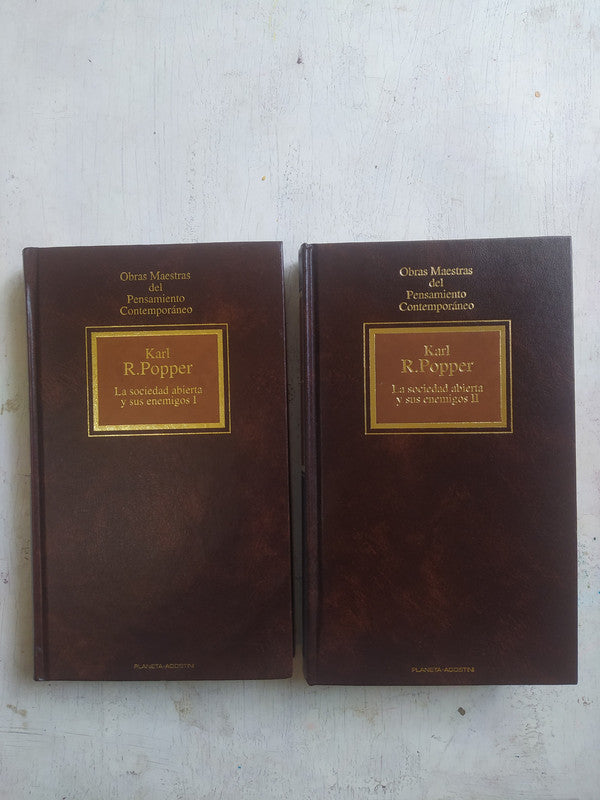 Obras Maestras
del
Pensamiento
Contemporáneo
Karl
R.Popper
La sociedad abierta
y sus enemigos I
PLANETA-AGOSTINI
Obras Maestras
del
Pensamiento
Contemporáneo
Karl
R.Popper
La sociedad abierta
y sus enemigos II
PLANETA-AGOSTINI